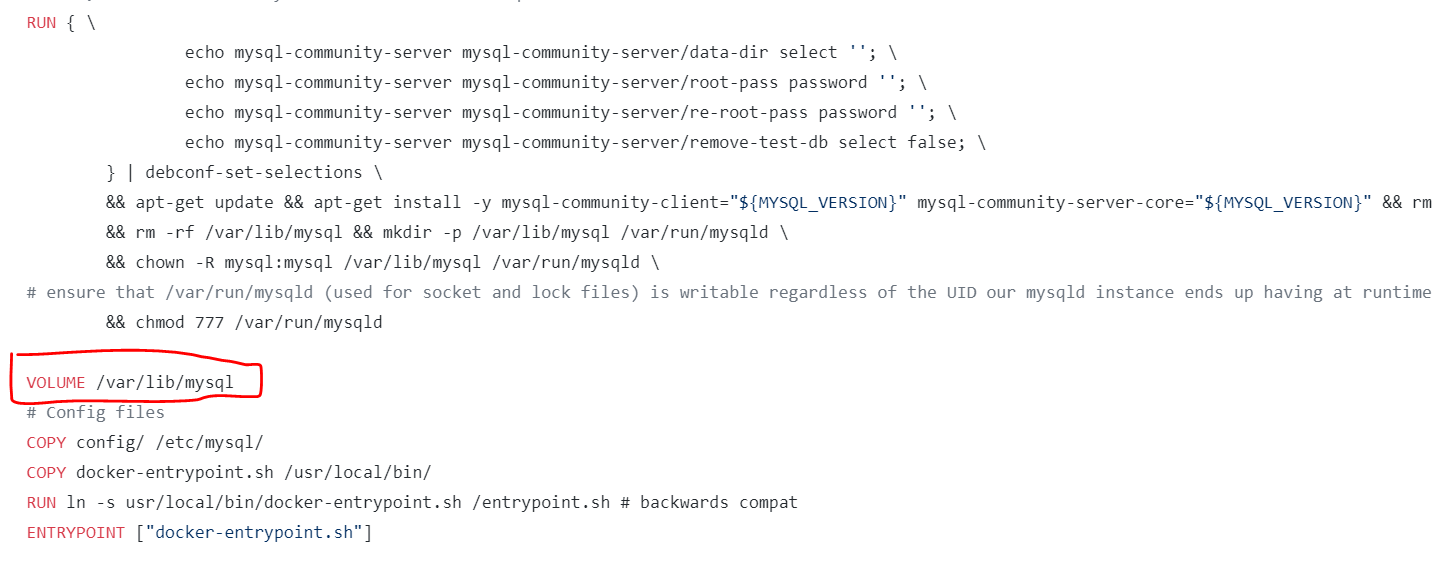 RUN { \
echo mysql-community-server mysql-community-server/data-dir select ''; \
echo mysql-community-server mysql-community-server/root-pass password ''; \
echo mysql-community-server mysql-community-server/re-root-pass password ''; \
echo mysql-community-server mysql-community-server/remove-test-db select false; \
} | debconf-set-selections \
&& apt-get update && apt-get install -y mysql-community-client="${MYSQL_VERSION}" mysql-community-server-core="${MYSQL_VERSION}" && rm
&& rm -rf /var/lib/mysql && mkdir -p /var/lib/mysql /var/run/mysqld \
&& chown -R mysql:mysql /var/lib/mysql /var/run/mysqld \
# ensure that /var/run/mysqld (used for socket and lock files) is writable regardless of the UID our mysqld instance ends up having at runtime
&& chmod 777 /var/run/mysqld
VOLUME /var/lib/mysql
# Config files
COPY config/ /etc/mysql/
COPY docker-entrypoint.sh /usr/local/bin/
RUN ln -s usr/local/bin/docker-entrypoint.sh /entrypoint.sh # backwards compat
ENTRYPOINT ["docker-entrypoint.sh"]